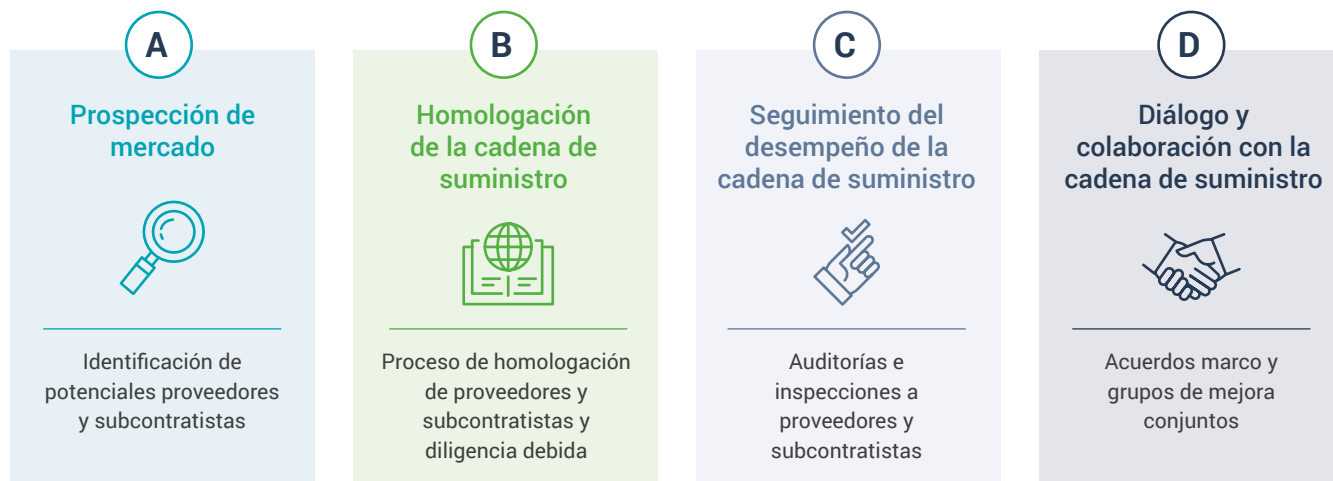 A
Prospección de
mercado
Identificación de
potenciales proveedores
y subcontratistas
B
Homologación
de la cadena de
suministro
Proceso de homologación
de proveedores y
subcontratistas y
diligencia debida
C
Seguimiento del
desempeño de la
cadena de suministro
Auditorías e
inspecciones a
proveedores y
subcontratistas
D
Diálogo y
colaboración con la
cadena de suministro
Acuerdos marco y
grupos de mejora
conjuntos